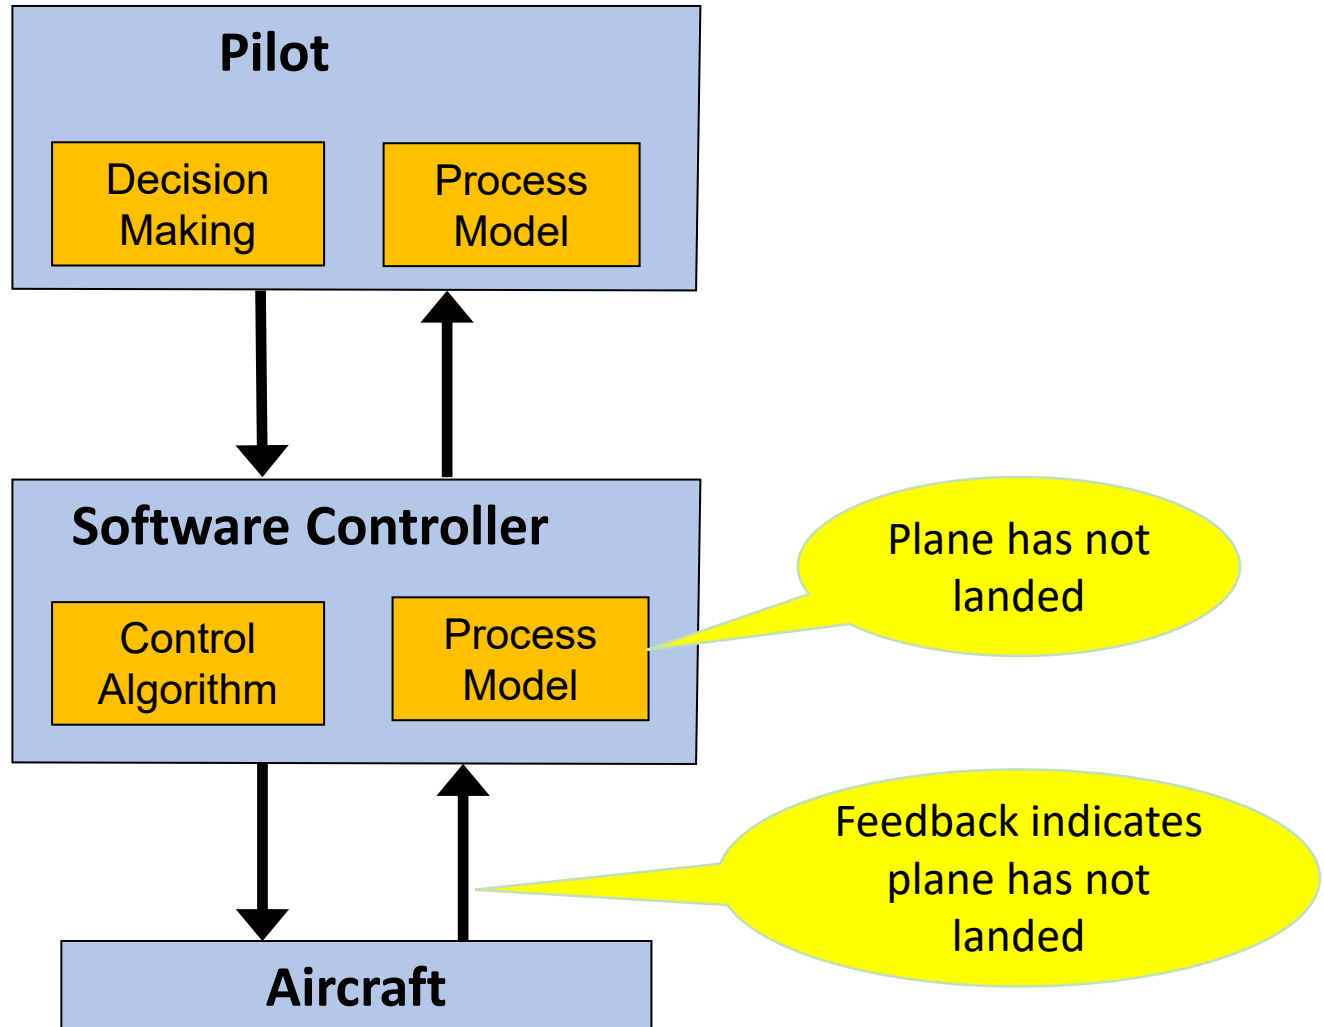 Pilot
Decision
Making
Process
Model
Software Controller
Control
Algorithm
Process
Model
Plane has not
landed
Feedback indicates
plane has not
landed
Aircraft